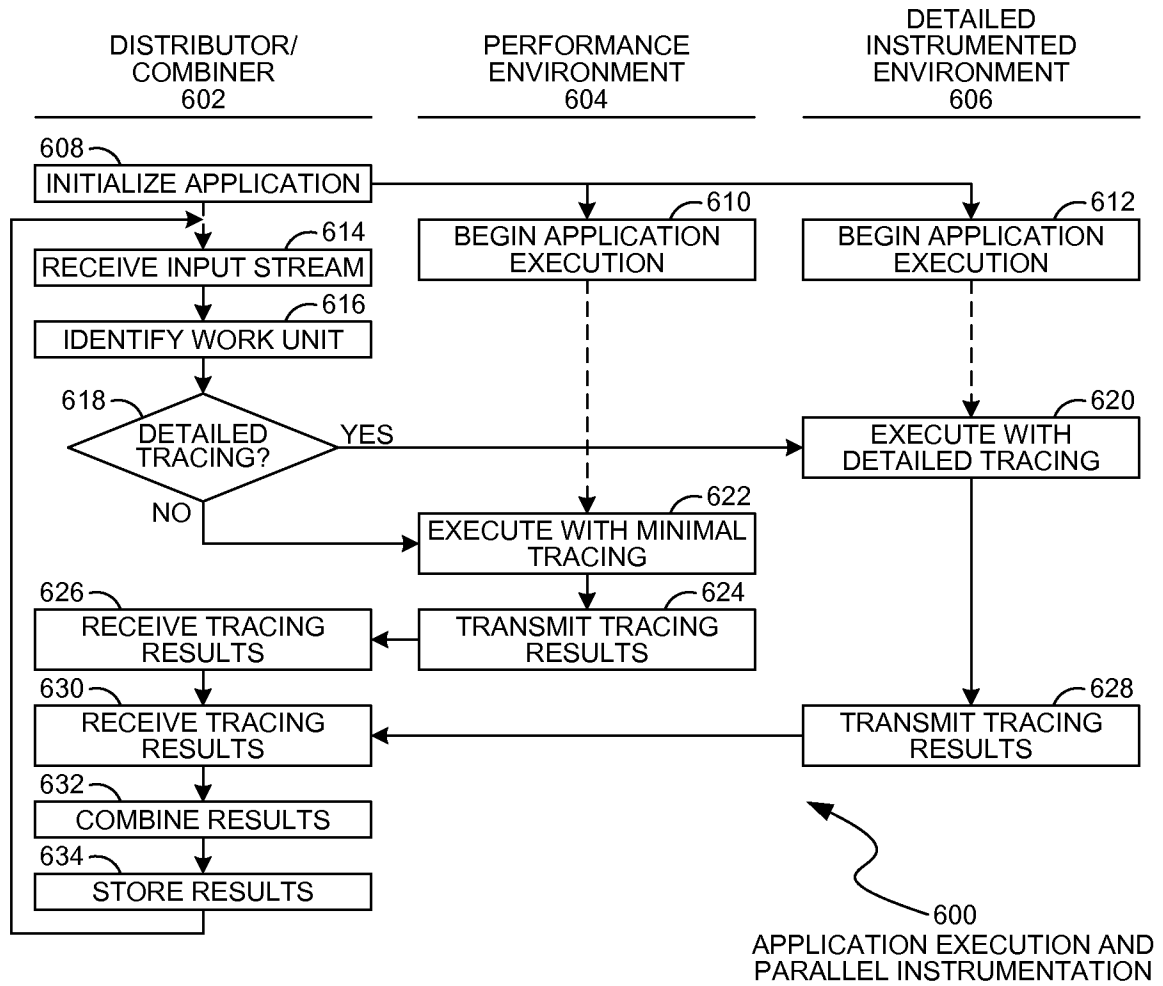 DISTRIBUTOR/
COMBINER
602
PERFORMANCE
ENVIRONMENT
604
DETAILED
INSTRUMENTED
ENVIRONMENT
606
608
INITIALIZE APPLICATION
610
BEGIN APPLICATION
EXECUTION
612
BEGIN APPLICATION
EXECUTION
614
RECEIVE INPUT STREAM
616
IDENTIFY WORK UNIT
618
DETAILED
TRACING?
YES
NO
620
EXECUTE WITH
DETAILED TRACING
622
EXECUTE WITH MINIMAL
TRACING
624
TRANSMIT TRACING
RESULTS
626
RECEIVE TRACING
RESULTS
628
TRANSMIT TRACING
RESULTS
630
RECEIVE TRACING
RESULTS
632
COMBINE RESULTS
634
STORE RESULTS
600
APPLICATION EXECUTION AND
PARALLEL INSTRUMENTATION